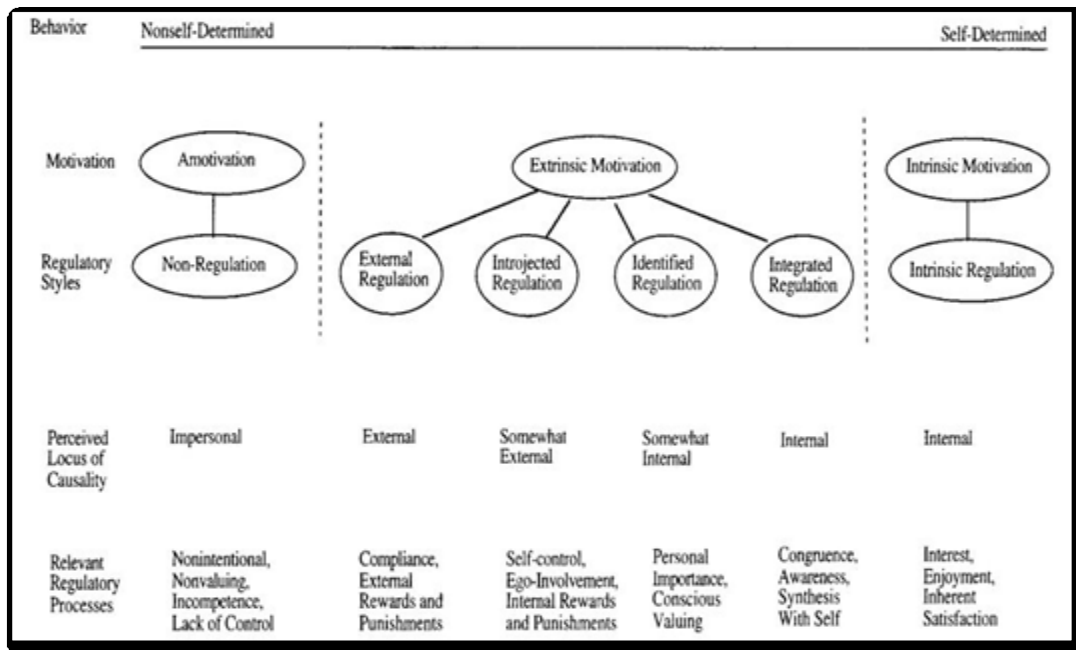 Behavior Nonself-Determined Self-Determined
Motivation Amotivation Extrinsic Motivation Intrinsic Motivation
Regulatory
Styles
Non-Regulation
External
Regulation
Introjected
Regulation
Identified
Regulation
Integrated
Regulation
Intrinsic Regulation
Perceived
Locus of
Causality
Impersonal
External
Somewhat
External
Somewhat
Internal
Internal
Internal
Relevant
Regulatory
Processes
Nonintentional,
Nonvaluing,
Incompetence,
Lack of Control
Compliance,
External
Rewards and
Punishments
Self-control,
Ego-Involvement,
Internal Rewards
and Punishments
Personal
Importance,
Conscious
Valuing
Congruence,
Awareness,
Synthesis
With Self
Interest,
Enjoyment,
Inherent
Satisfaction